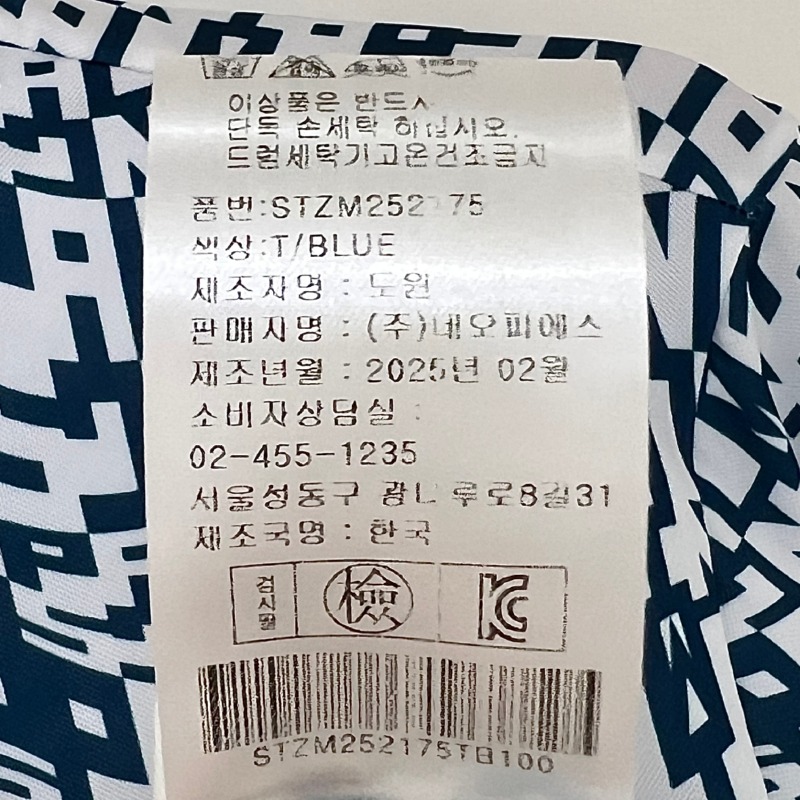 이상품은 반드시
단독 손세탁 하십시오.
드럼세탁기고온건조금지
품번:STZM252175
색상:T/BLUE
제조자명 : 도원
판매자명 : (주)네오피에스
제조년월 : 2025년 02월
소비자상담실 :
02-455-1235
서울성동구 광나루로8길31
제조국명 : 한국
검사필 檢 KC
STZM252175TB100